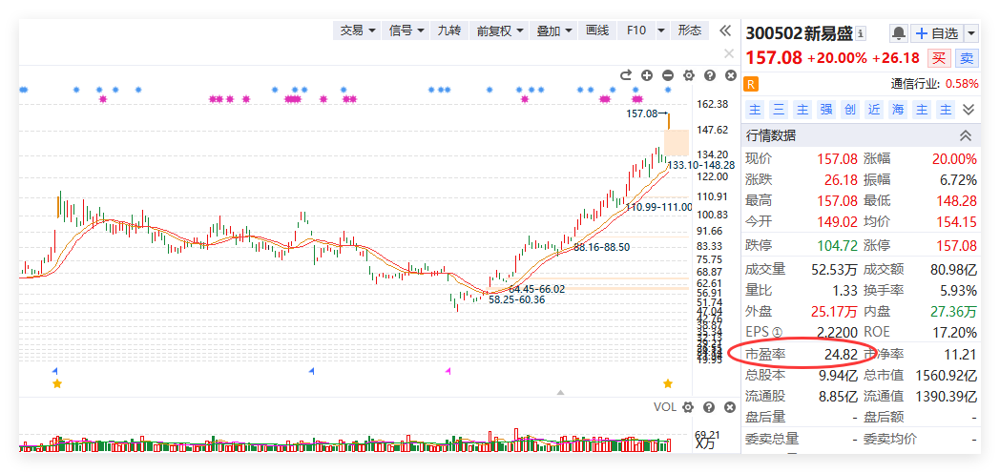 交易 信号 九转 前复权 叠加 画线 F10 形态
300502新易盛
自选
157.08 +20.00% +26.18 买 卖
R 通信行业: 0.58%
主 三 主 强 创 近 海 主 主
行情数据
现价 157.08 涨幅 20.00%
涨跌 26.18 振幅 6.72%
最高 157.08 最低 148.28
今开 149.02 均价 154.15
跌停 104.72 涨停 157.08
成交量 52.53万 成交额 80.98亿
量比 1.33 换手率 5.93%
外盘 25.17万 内盘 27.36万
EPS① 2.2200 ROE 17.20%
市盈率 24.82 市净率 11.21
总股本 9.94亿 总市值 1560.92亿
流通股 8.85亿 流通值 1390.39亿
盘后量 - 盘后额 -
委卖总量 - 委卖均价 -
162.38
157.08
147.62
134.20
133.10-148.28
122.00
110.91
110.99-111.00
100.83
91.66
88.16-88.50
83.33
75.75
68.87
62.61
64.45-66.02
56.91
58.25-60.36
51.74
47.04
42.76
38.87
35.34
32.13
29.21
19.95
VOL
69.21
X万